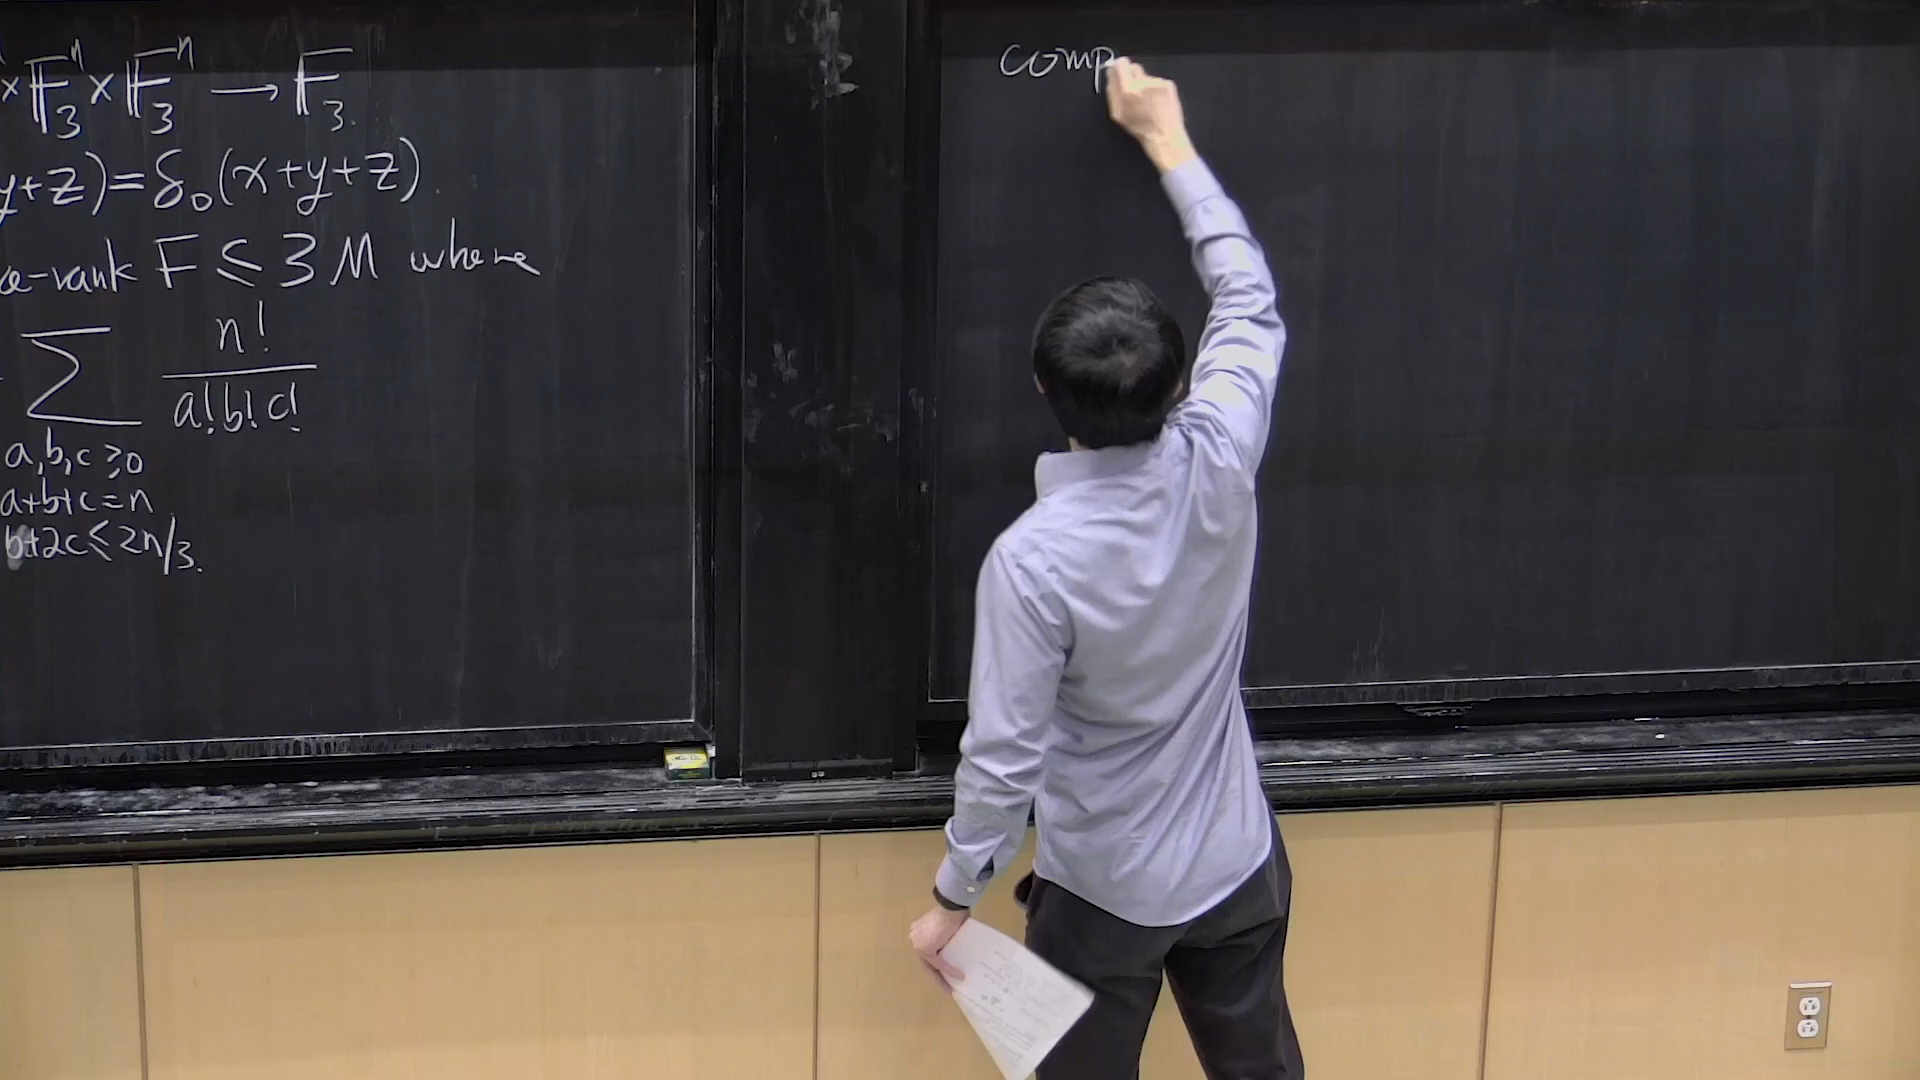 × 𝔽₃ⁿ × 𝔽₃ⁿ ⟶ 𝔽₃.
y+z)=δ₀(x+y+z).
e-rank F ⩽ 3M where
∑ n!/a!b!c!
a,b,c ⩾0
a+b+c=n
b+2c⩽2n/3.
comp